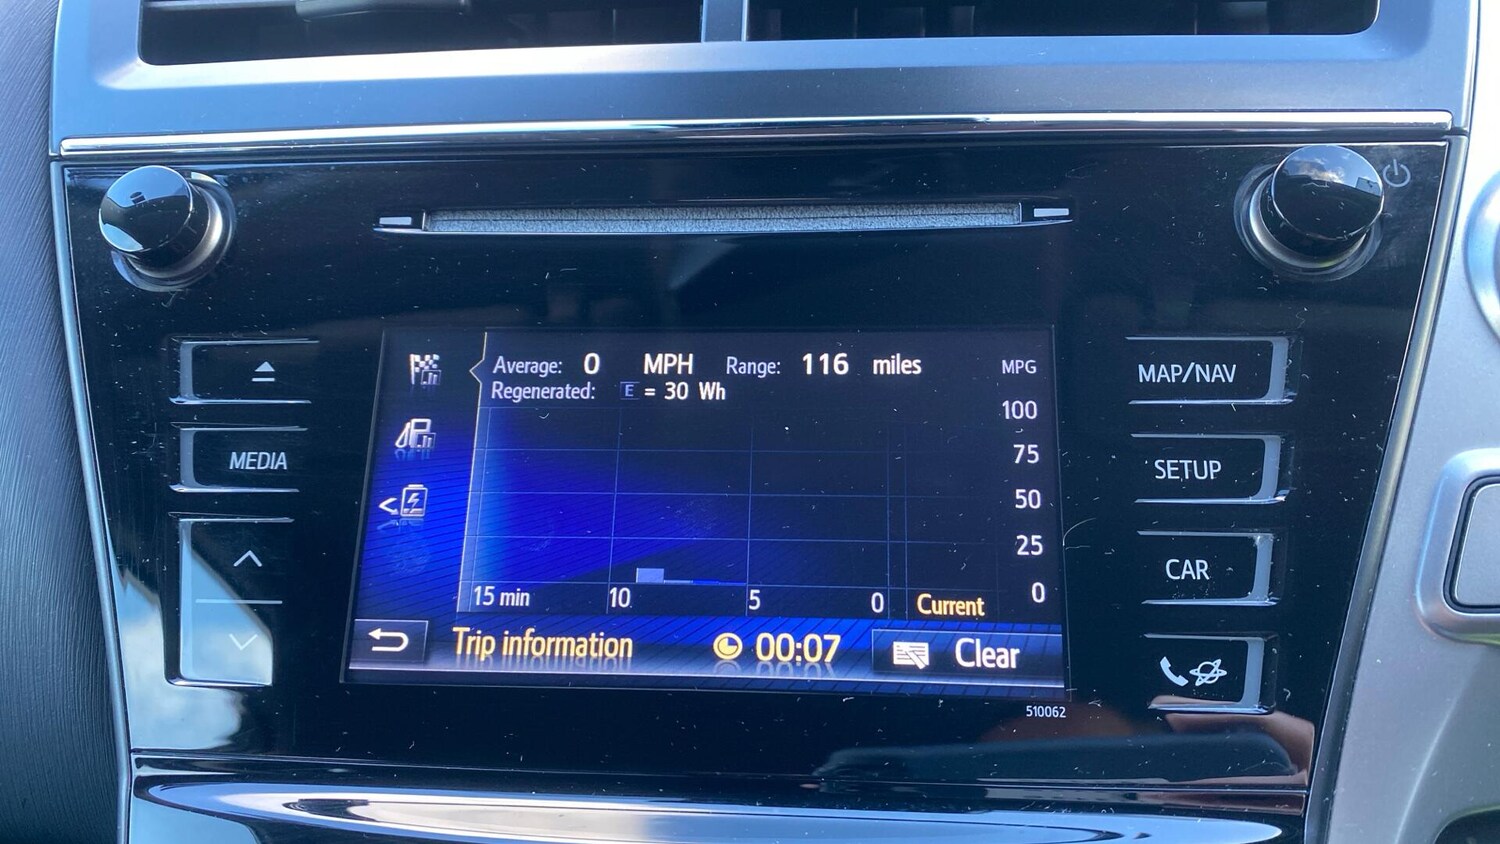 Average: 0 MPH Range: 116 miles
Regenerated: E = 30 Wh
MPG
100
75
50
25
0
15 min 10 5 0 Current
Trip information 00:07 Clear
510062
MEDIA
MAP/NAV
SETUP
CAR